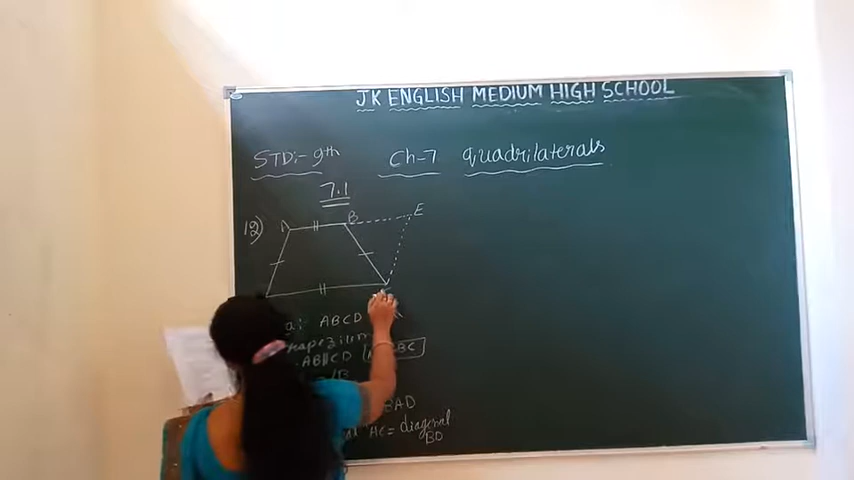 JK ENGLISH MEDIUM HIGH SCHOOL
STD:- 9th Ch-7 quadrilaterals
7.1
12) A B E
ABCD
trapezium
AB||CD BC
BAD
AC = diagonal
BD